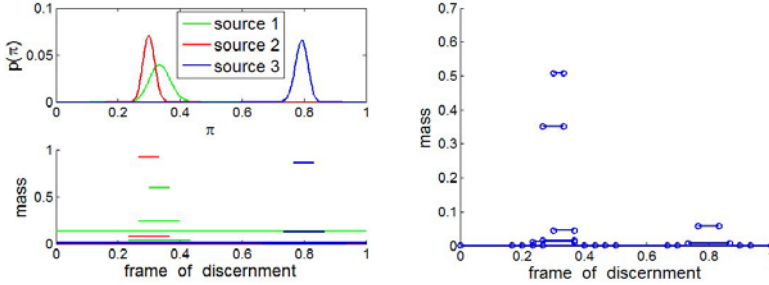 0.1
0.05
0
p(π)
source 1
source 2
source 3
0 0.2 0.4 0.6 0.8 1
π
1
0.5
0
mass
0 0.2 0.4 0.6 0.8 1
frame of discernment
0.7
0.6
0.5
0.4
0.3
0.2
0.1
0
mass
0 0.2 0.4 0.6 0.8
frame of discernment